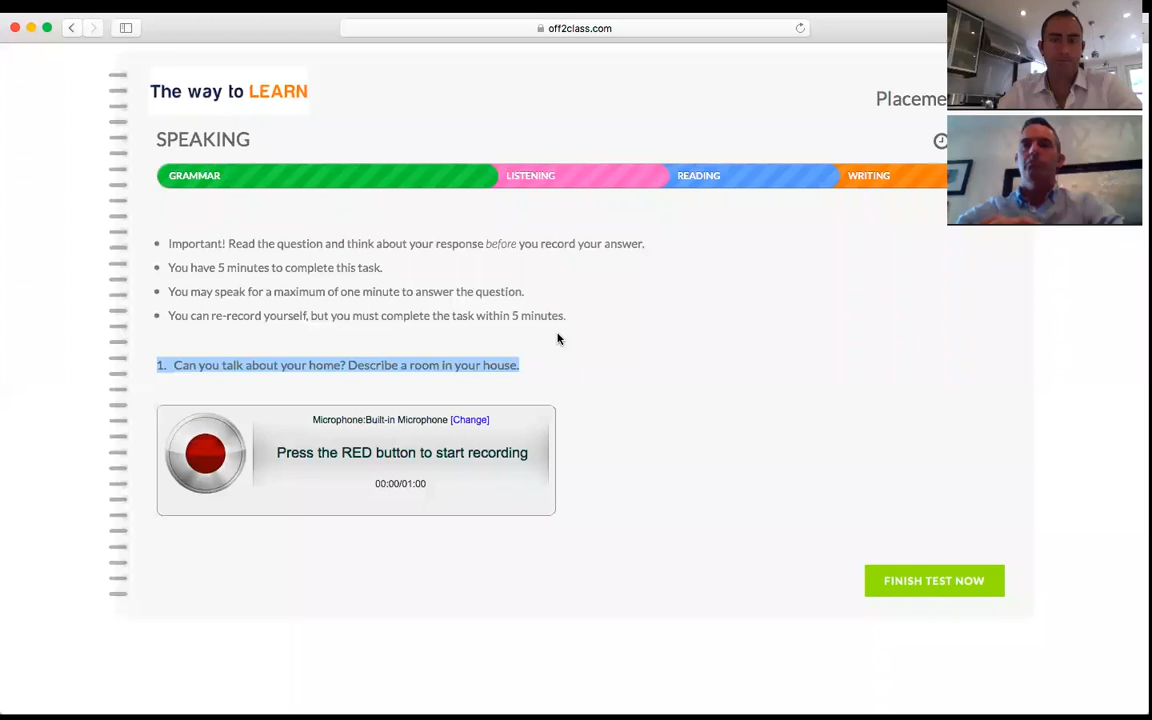 off2class.com
The way to LEARN
Placeme
SPEAKING
GRAMMAR
LISTENING
READING
WRITING
• Important! Read the question and think about your response before you record your answer.
• You have 5 minutes to complete this task.
• You may speak for a maximum of one minute to answer the question.
• You can re-record yourself, but you must complete the task within 5 minutes.
1. Can you talk about your home? Describe a room in your house.
Microphone:Built-in Microphone [Change]
Press the RED button to start recording
00:00/01:00
FINISH TEST NOW